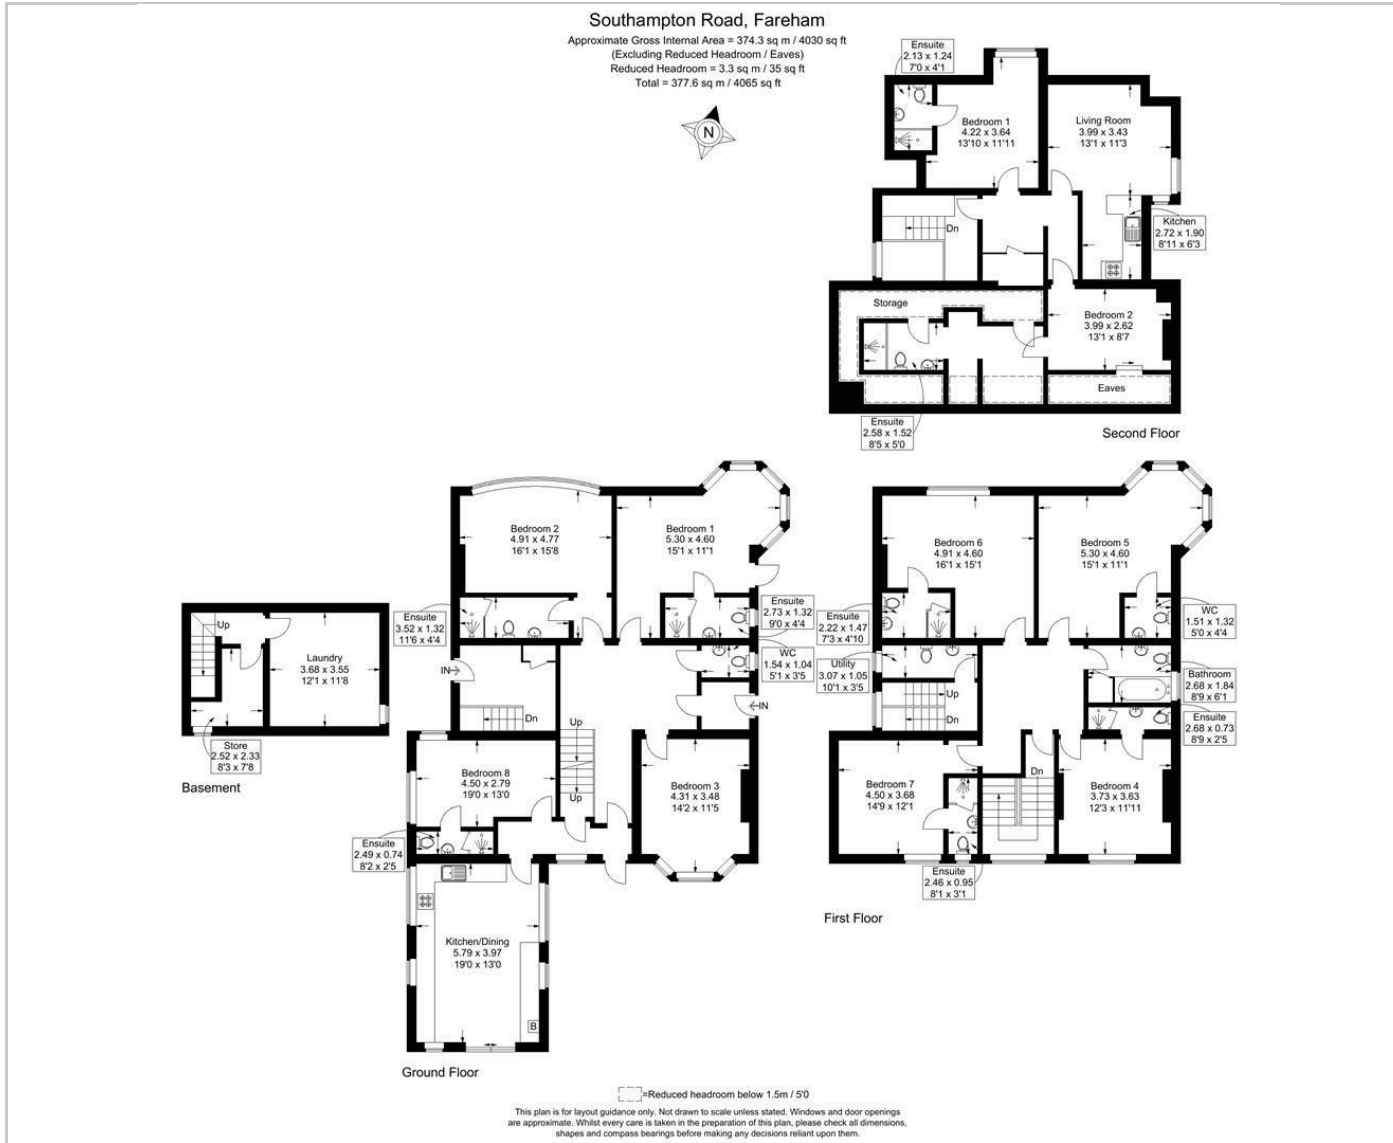 Southampton Road, Fareham
Approximate Gross Internal Area = 374.3 sq m / 4030 sq ft
(Excluding Reduced Headroom / Eaves)
Reduced Headroom = 3.3 sq m / 35 sq ft
Total = 377.6 sq m / 4065 sq ft
N
Ensuite
2.13 x 1.24
7'0 x 4'1
Bedroom 1
4.22 x 3.64
13'10 x 11'11
Living Room
3.99 x 3.43
13'1 x 11'3
Kitchen
2.72 x 1.90
8'11 x 6'3
Dn
Storage
Bedroom 2
3.99 x 2.62
13'1 x 8'7
Eaves
Ensuite
2.58 x 1.52
8'5 x 5'0
Second Floor
Up
Laundry
3.68 x 3.55
12'1 x 11'8
Store
2.52 x 2.33
8'3 x 7'8
Basement
Bedroom 2
4.91 x 4.77
16'1 x 15'8
Bedroom 1
5.30 x 4.60
15'1 x 11'1
Ensuite
3.52 x 1.32
11'6 x 4'4
Ensuite
2.73 x 1.32
9'0 x 4'4
WC
1.54 x 1.04
5'1 x 3'5
IN
Dn
Up
IN
Up
Bedroom 8
4.50 x 2.79
19'0 x 13'0
Bedroom 3
4.31 x 3.48
14'2 x 11'5
Ensuite
2.49 x 0.74
8'2 x 2'5
Kitchen/Dining
5.79 x 3.97
19'0 x 13'0
B
Ground Floor
Bedroom 6
4.91 x 4.60
16'1 x 15'1
Bedroom 5
5.30 x 4.60
15'1 x 11'1
Ensuite
2.22 x 1.47
7'3 x 4'10
WC
1.51 x 1.32
5'0 x 4'4
Utility
3.07 x 1.05
10'1 x 3'5
Bathroom
2.68 x 1.84
8'9 x 6'1
Up
Dn
Ensuite
2.68 x 0.73
8'9 x 2'5
Bedroom 7
4.50 x 3.68
14'9 x 12'1
Dn
Bedroom 4
3.73 x 3.63
12'3 x 11'11
Ensuite
2.46 x 0.95
8'1 x 3'1
First Floor
=Reduced headroom below 1.5m / 5'0
This plan is for layout guidance only. Not drawn to scale unless stated. Windows and door openings
are approximate. Whilst every care is taken in the preparation of this plan, please check all dimensions,
shapes and compass bearings before making any decisions reliant upon them.